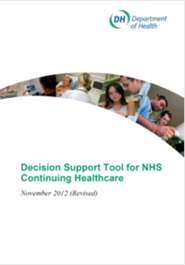 DH Department
of Health
Decision Support Tool for NHS
Continuing Healthcare
November 2012 (Revised)